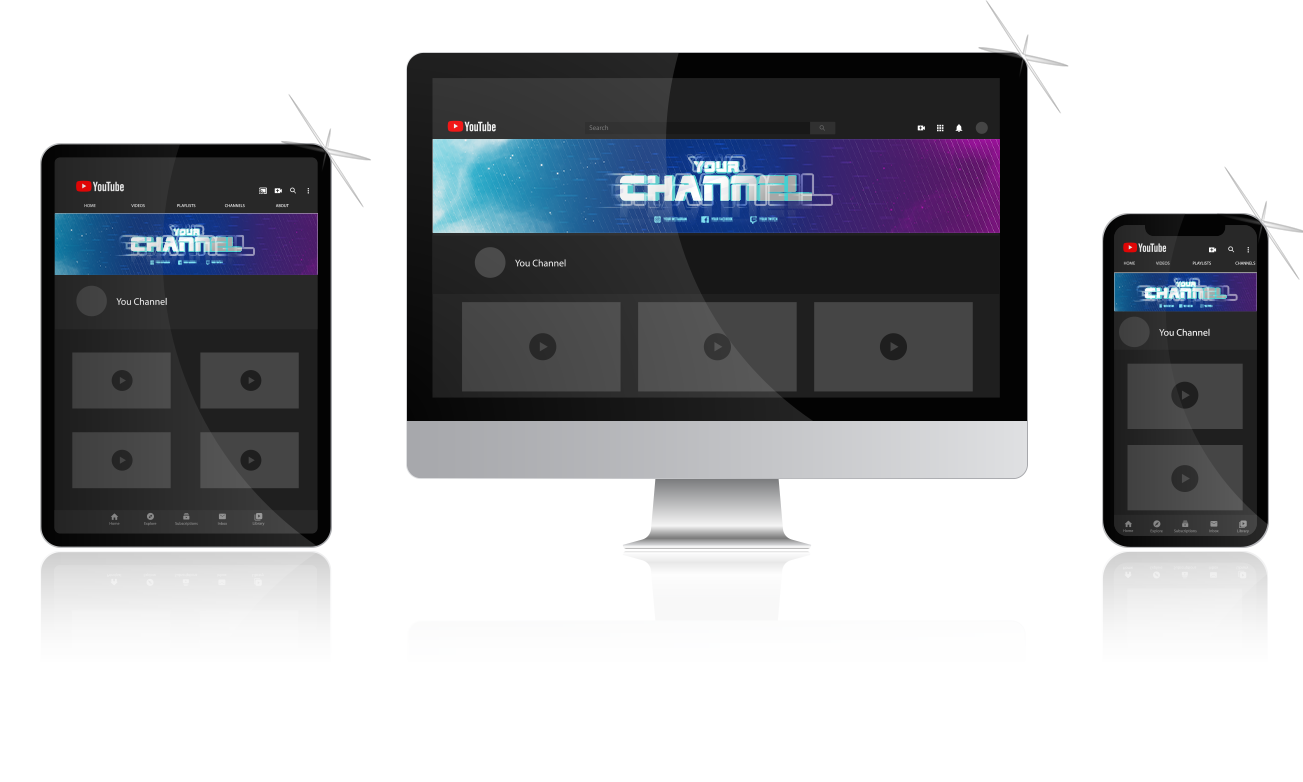 YouTube
HOME VIDEOS PLAYLISTS CHANNELS ABOUT
YOUR
CHANNEL
You Channel
Home Explore Subscriptions Inbox Library
YouTube
Search
YOUR
CHANNEL
YOUR INSTAGRAM YOUR FACEBOOK YOUR TWITCH
You Channel
YouTube
HOME VIDEOS PLAYLISTS CHANNELS
YOUR
CHANNEL
You Channel
Home Explore Subscriptions Inbox Library